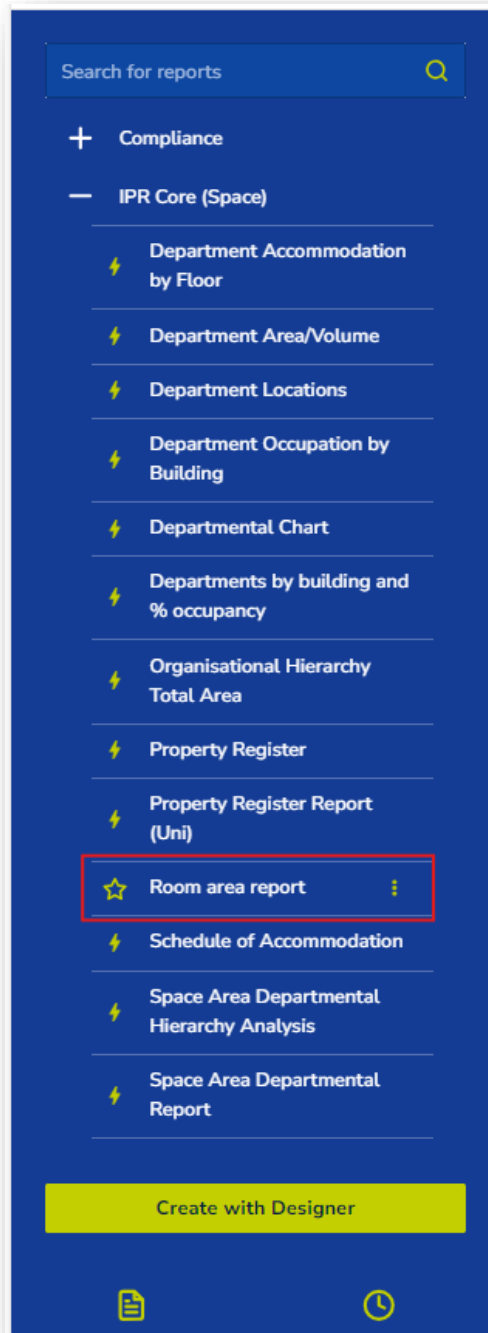 Search for reports
Compliance
IPR Core (Space)
Department Accommodation
by Floor
Department Area/Volume
Department Locations
Department Occupation by
Building
Departmental Chart
Departments by building and
% occupancy
Organisational Hierarchy
Total Area
Property Register
Property Register Report
(Uni)
Room area report
Schedule of Accommodation
Space Area Departmental
Hierarchy Analysis
Space Area Departmental
Report
Create with Designer